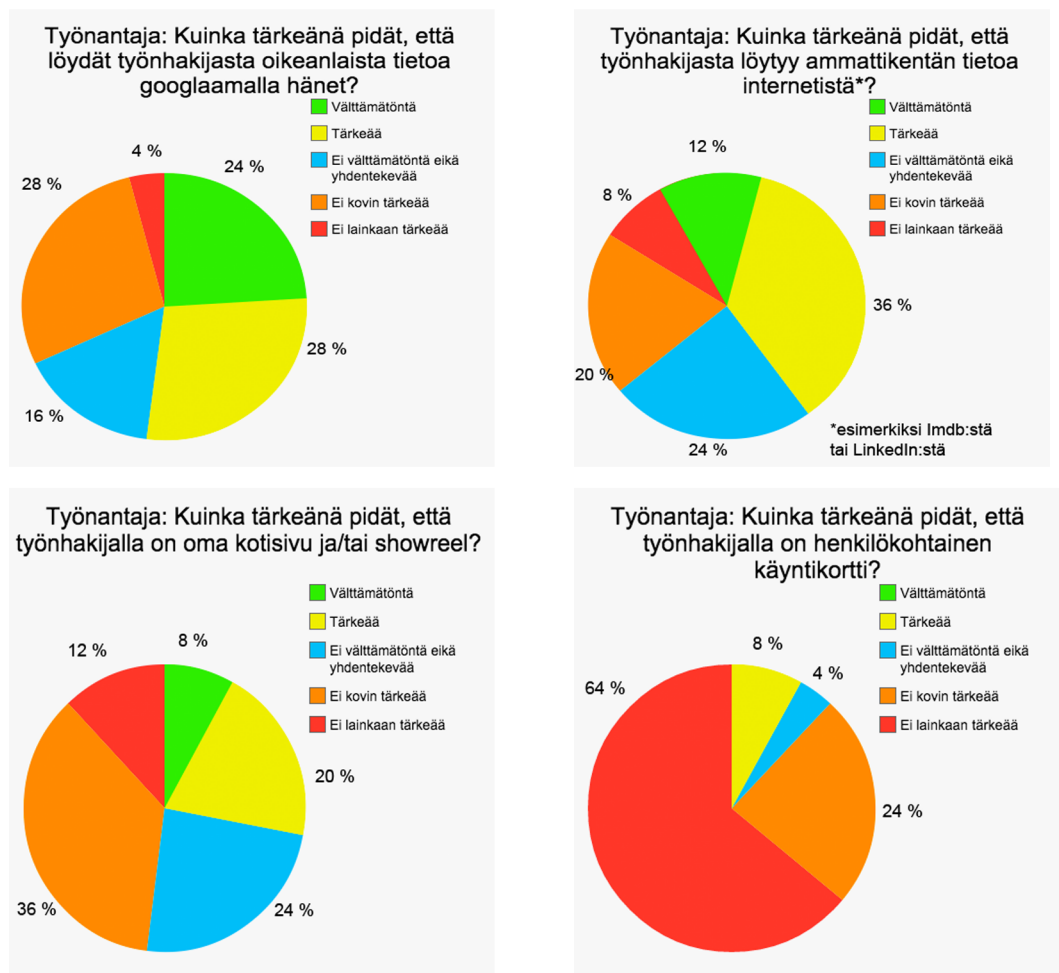 Työnantaja: Kuinka tärkeänä pidät, että
löydät työnhakijasta oikeanlaista tietoa
googlaamalla hänet?
Välttämätöntä
Tärkeää
Ei välttämätöntä eikä
yhdentekevää
Ei kovin tärkeää
Ei lainkaan tärkeää
4 %
24 %
28 %
28 %
16 %
Työnantaja: Kuinka tärkeänä pidät, että
työnhakijasta löytyy ammattikentän tietoa
internetistä*?
Välttämätöntä
Tärkeää
Ei välttämätöntä eikä
yhdentekevää
Ei kovin tärkeää
Ei lainkaan tärkeää
12 %
8 %
36 %
20 %
24 %
*esimerkiksi Imdb:stä
tai LinkedIn:stä
Työnantaja: Kuinka tärkeänä pidät, että
työnhakijalla on oma kotisivu ja/tai showreel?
Välttämätöntä
Tärkeää
Ei välttämätöntä eikä
yhdentekevää
Ei kovin tärkeää
Ei lainkaan tärkeää
12 %
8 %
20 %
36 %
24 %
Työnantaja: Kuinka tärkeänä pidät, että
työnhakijalla on henkilökohtainen
käyntikortti?
Välttämätöntä
Tärkeää
Ei välttämätöntä eikä
yhdentekevää
Ei kovin tärkeää
Ei lainkaan tärkeää
8 %
4 %
64 %
24 %